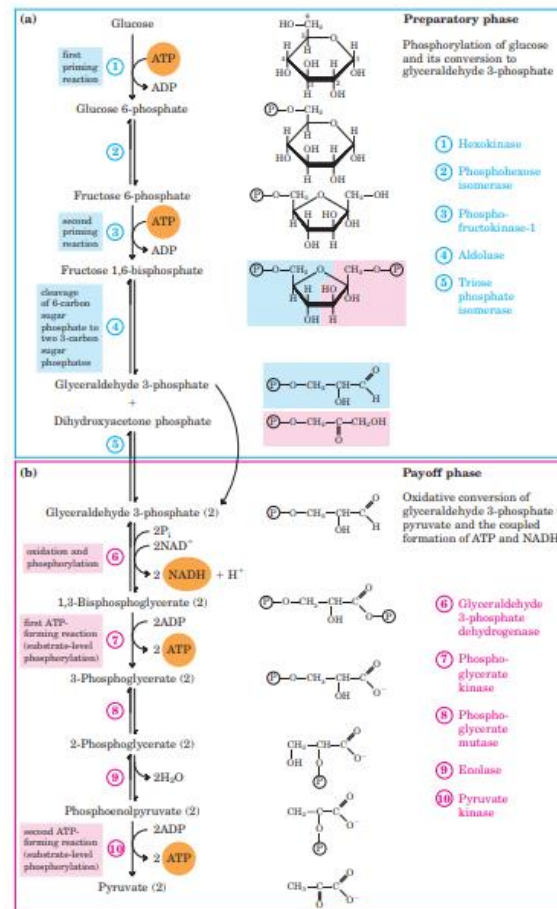 (a)
Glucose
first
priming
reaction
1
ATP
ADP
Glucose 6-phosphate
2
Fructose 6-phosphate
second
priming
reaction
3
ATP
ADP
Fructose 1,6-bisphosphate
cleavage
of 6-carbon
sugar
phosphate to
two 3-carbon
sugar
phosphates
4
Glyceraldehyde 3-phosphate
+
Dihydroxyacetone phosphate
5
Preparatory phase
Phosphorylation of glucose
and its conversion to
glyceraldehyde 3-phosphate
1 Hexokinase
2 Phosphohexose
isomerase
3 Phospho-
fructokinase-1
4 Aldolase
5 Triose
phosphate
isomerase
(b)
Glyceraldehyde 3-phosphate (2)
oxidation and
phosphorylation
6
2Pi
2NAD+
2 NADH + H+
1,3-Bisphosphoglycerate (2)
first ATP-
forming reaction
(substrate-level
phosphorylation)
7
2ADP
2 ATP
3-Phosphoglycerate (2)
8
2-Phosphoglycerate (2)
9
2H2O
Phosphoenolpyruvate (2)
second ATP-
forming reaction
(substrate-level
phosphorylation)
10
2ADP
2 ATP
Pyruvate (2)
Payoff phase
Oxidative conversion of
glyceraldehyde 3-phosphate
pyruvate and the coupled
formation of ATP and NADH
6 Glyceraldehyde
3-phosphate
dehydrogenase
7 Phospho-
glycerate
kinase
8 Phospho-
glycerate
mutase
9 Enolase
10 Pyruvate
kinase